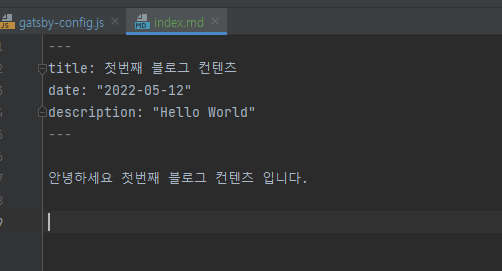 gatsby-config.js index.md
1 ---
2 title: 첫번째 블로그 컨텐츠
3 date: "2022-05-12"
4 description: "Hello World"
5 ---
6
7 안녕하세요 첫번째 블로그 컨텐츠 입니다.
8
9